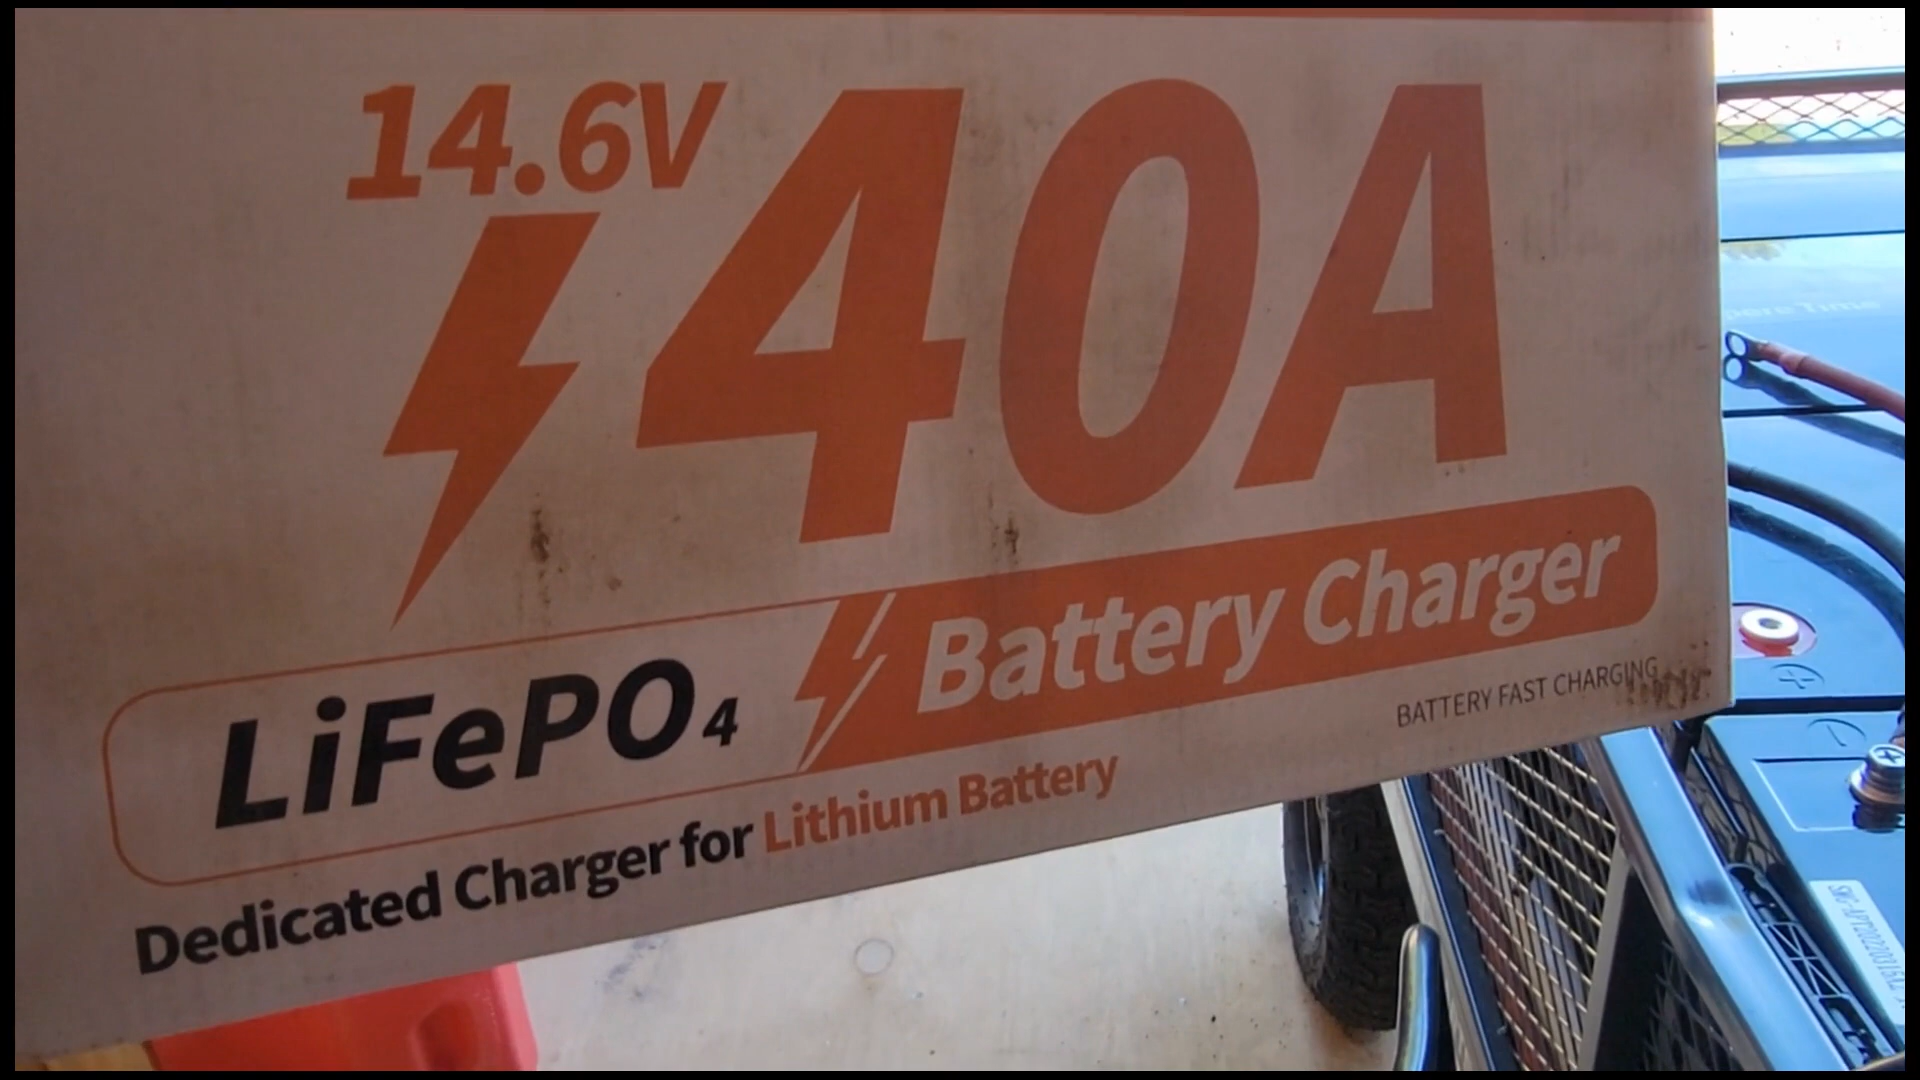 14.6V
40A
LiFePO4
Battery Charger
BATTERY FAST CHARGING
Dedicated Charger for Lithium Battery